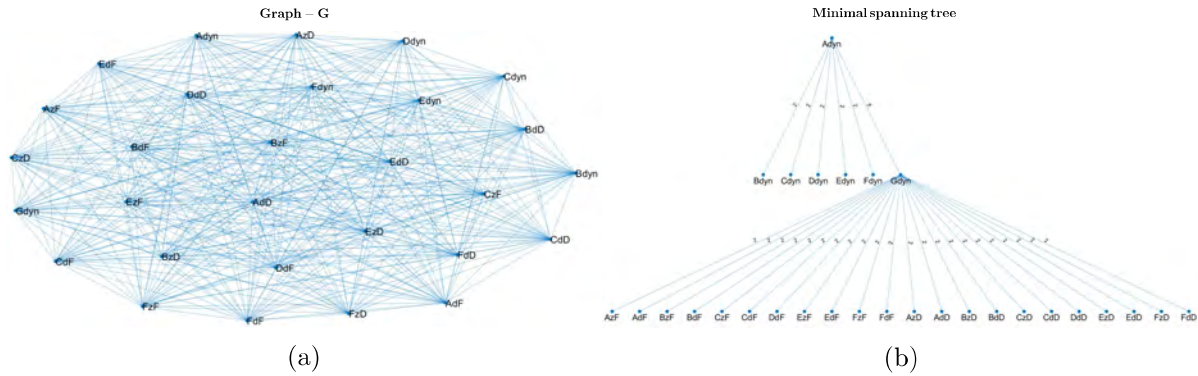 Graph – G
Adyn
AzD
Ddyn
EdF
Cdyn
DdD
Fdyn
Edyn
AzF
BdD
BdF
BzF
CzD
EdD
Bdyn
CzF
EzF
AdD
Gdyn
EzD
CdD
BzD
FdD
CdF
DdF
FzF
AdF
FzD
FdF
(a)
Minimal spanning tree
Adyn
Bdyn Cdyn Ddyn Edyn Fdyn Gdyn
AzF AdF BzF BdF CzF CdF DdF EzF EdF FzF FdF AzD AdD BzD BdD CzD CdD DdD EzD EdD FzD FdD
(b)